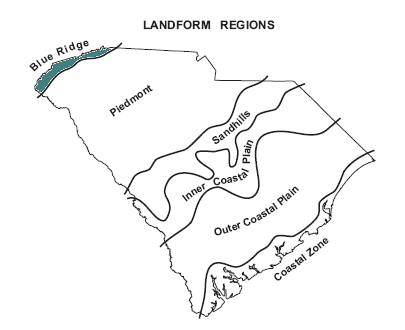 LANDFORM REGIONS
Blue Ridge
Piedmont
Sandhills
Inner Coastal Plain
Outer Coastal Plain
Coastal Zone